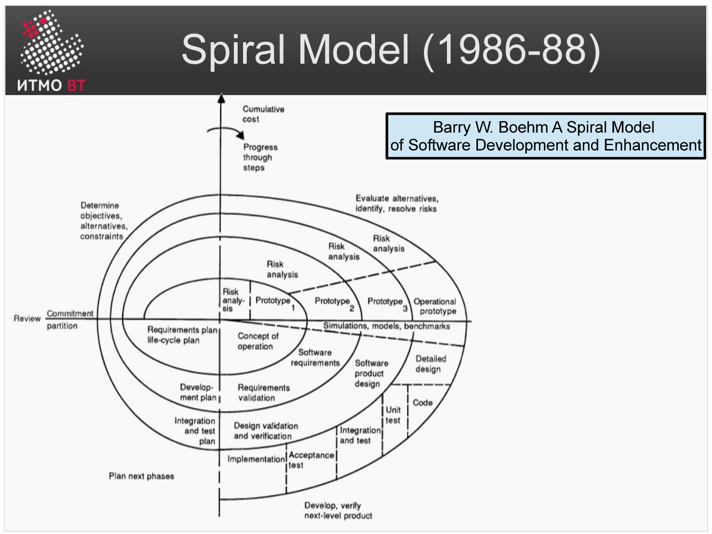 Spiral Model (1986-88)
ИТМО ВТ
Barry W. Boehm A Spiral Model
of Software Development and Enhancement
Cumulative
cost
Progress
through
steps
Determine
objectives,
alternatives,
constraints
Evaluate alternatives,
identify, resolve risks
Risk
analysis
Risk
analysis
Risk
analysis
Risk
analy-
sis
Prototype 1
Prototype 2
Prototype 3
Operational
prototype
Review
Commitment
partition
Simulations, models, benchmarks
Requirements plan
life-cycle plan
Concept of
operation
Software
requirements
Software
product
design
Detailed
design
Develop-
ment plan
Requirements
validation
Code
Unit
test
Integration
and test
plan
Design validation
and verification
Integration
and test
Implementation
Acceptance
test
Plan next phases
Develop, verify
next-level product